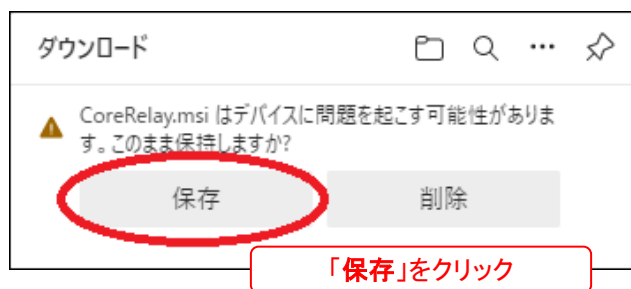 ダウンロード
CoreRelay.msi はデバイスに問題を起こす可能性がありま
す。このまま保持しますか?
保存
削除
「保存」をクリック